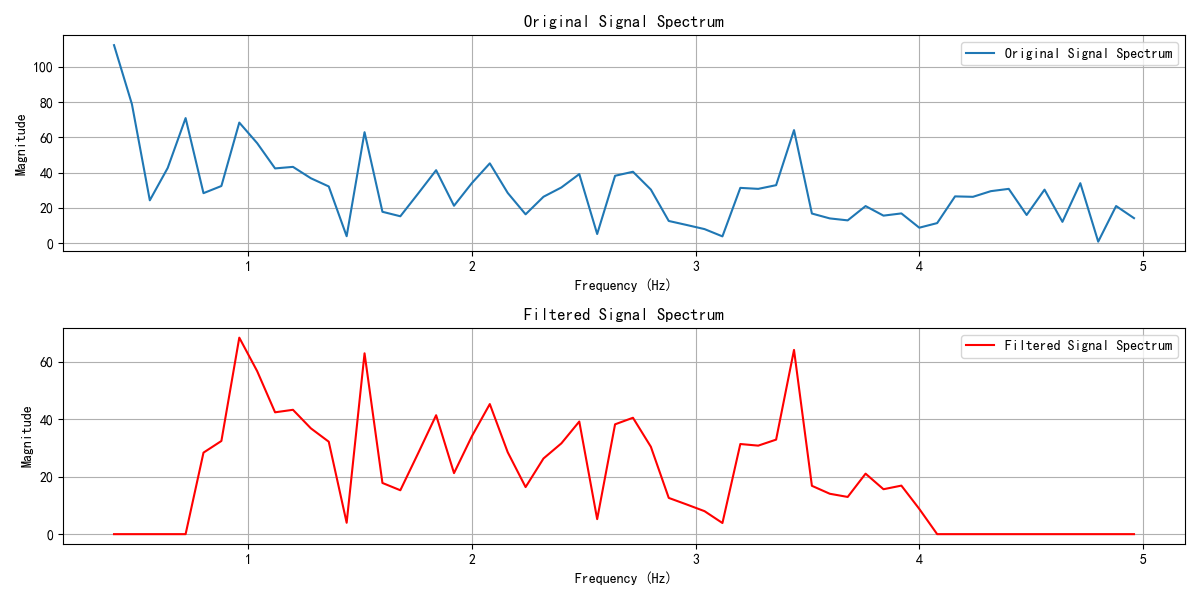 Original Signal Spectrum
Original Signal Spectrum
Magnitude
100
80
60
40
20
0
1 2 3 4 5
Frequency (Hz)
Filtered Signal Spectrum
Filtered Signal Spectrum
Magnitude
60
40
20
0
1 2 3 4 5
Frequency (Hz)